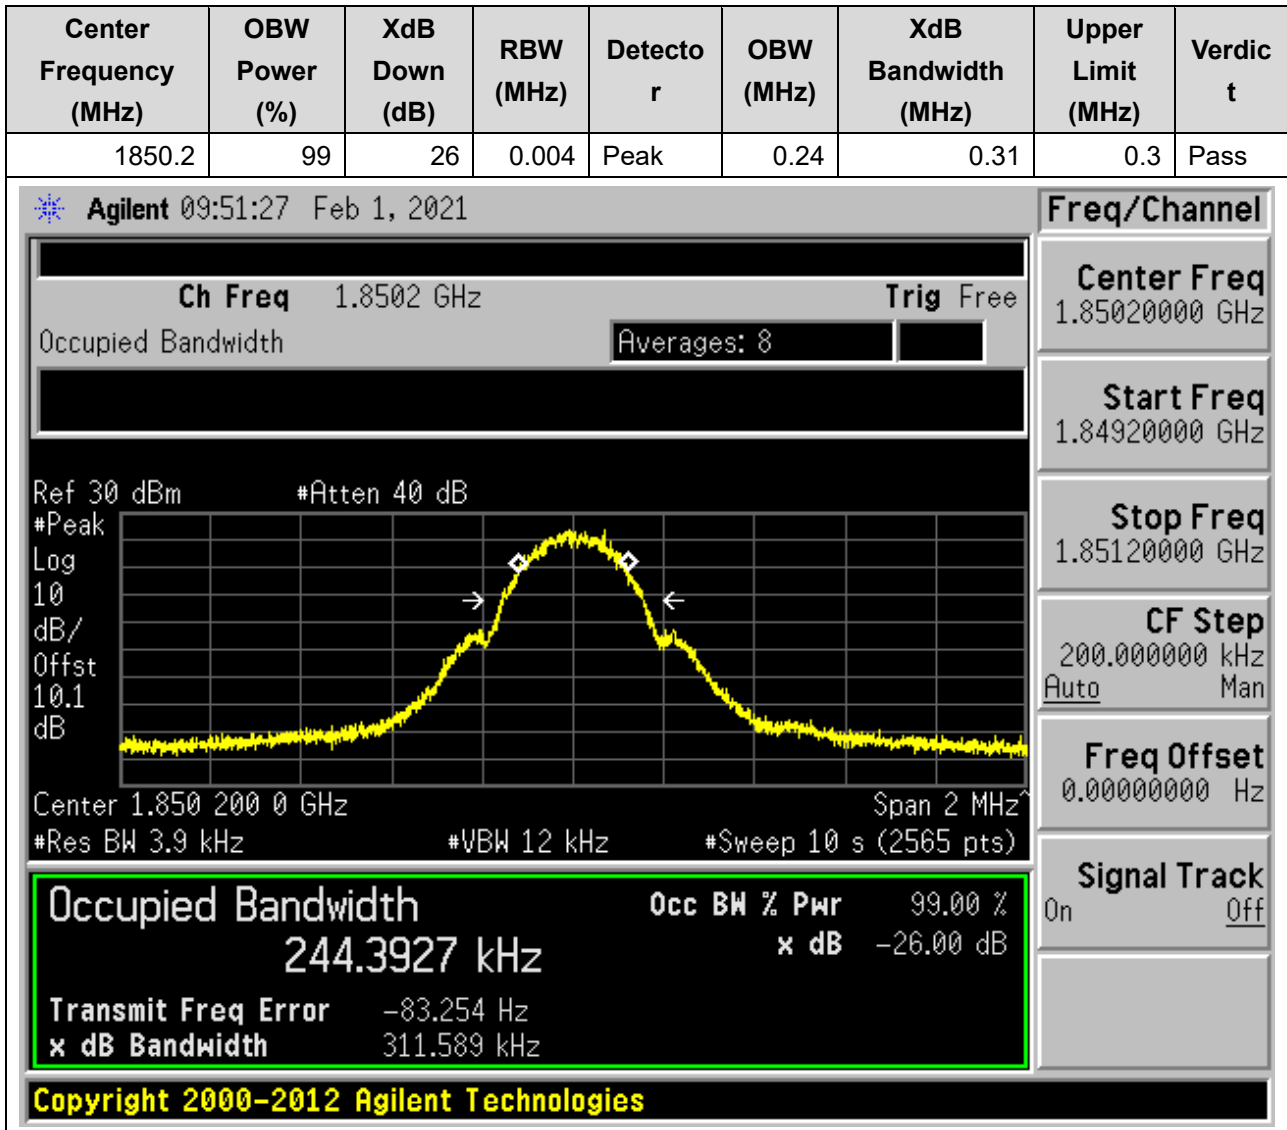 Center Frequency (MHz) OBW Power (%) XdB Down (dB) RBW (MHz) Detecto r OBW (MHz) XdB Bandwidth (MHz) Upper Limit (MHz) Verdic t
1850.2 99 26 0.004 Peak 0.24 0.31 0.3 Pass
Agilent 09:51:27 Feb 1, 2021
Freq/Channel
Ch Freq 1.8502 GHz Trig Free
Occupied Bandwidth Averages: 8
Center Freq
1.85020000 GHz
Start Freq
1.84920000 GHz
Stop Freq
1.85120000 GHz
CF Step
200.000000 kHz
Auto Man
Freq Offset
0.00000000 Hz
Signal Track
On Off
Ref 30 dBm #Atten 40 dB
#Peak
Log
10
dB/
Offst
10.1
dB
Center 1.850 200 0 GHz Span 2 MHz^
#Res BW 3.9 kHz #VBW 12 kHz #Sweep 10 s (2565 pts)
Occupied Bandwidth Occ BW % Pwr 99.00 %
244.3927 kHz x dB -26.00 dB
Transmit Freq Error -83.254 Hz
x dB Bandwidth 311.589 kHz
Copyright 2000-2012 Agilent Technologies